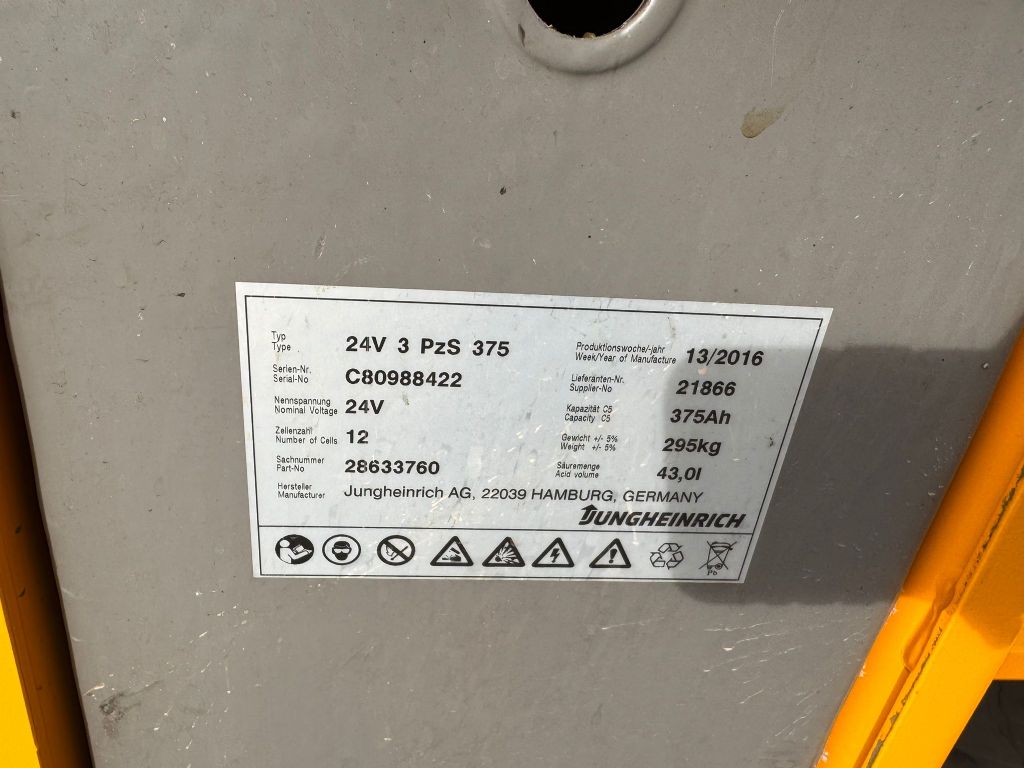 Typ
Type 24V 3 PzS 375
Serien-Nr.
Serial-No C80988422
Nennspannung
Nominal Voltage 24V
Zellenzahl
Number of Cells 12
Sachnummer
Part-No 28633760
Hersteller
Manufacturer Jungheinrich AG, 22039 HAMBURG, GERMANY
Produktionswoche/-jahr
Week/Year of Manufacture 13/2016
Lieferanten-Nr.
Supplier-No 21866
Kapazität C5
Capacity C5 375Ah
Gewicht +/- 5%
Weight +/- 5% 295kg
Säuremenge
Acid volume 43,0l
JUNGHEINRICH
Pb